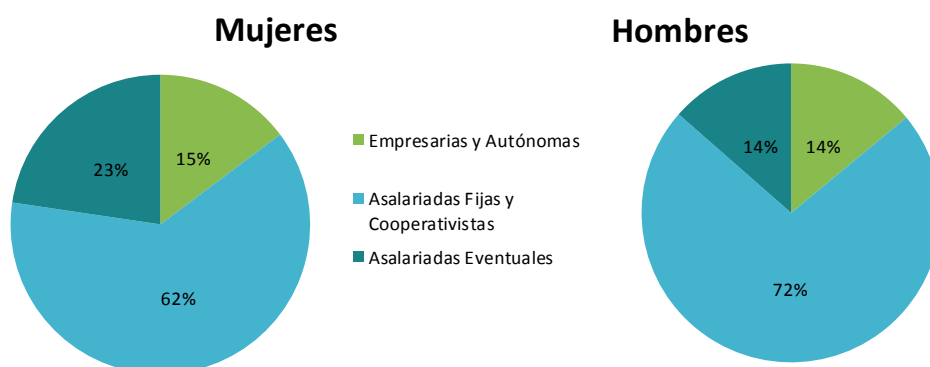 Mujeres
Hombres
23%
15%
62%
Empresarias y Autónomas
Asalariadas Fijas y
Cooperativistas
Asalariadas Eventuales
14%
14%
72%